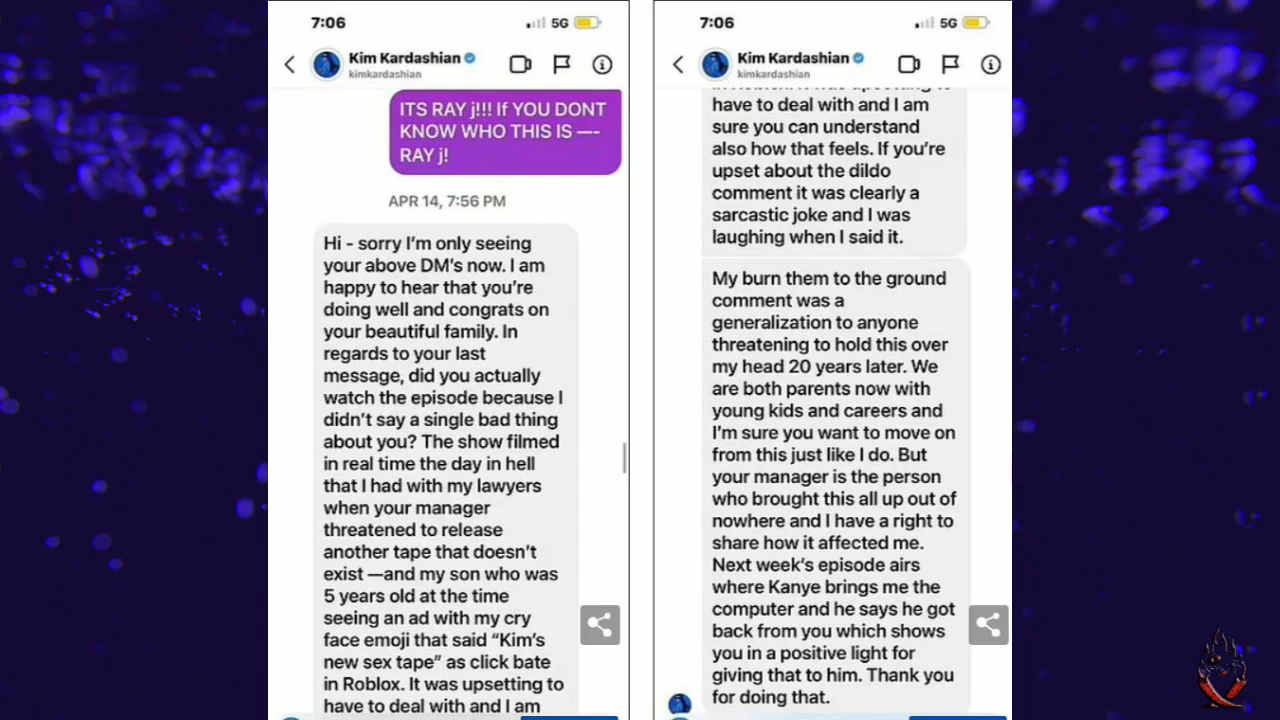 7:06
5G
Kim Kardashian
kimkardashian
ITS RAY j!!! If YOU DONT
KNOW WHO THIS IS —-
RAY j!
APR 14, 7:56 PM
Hi - sorry I'm only seeing
your above DM's now. I am
happy to hear that you're
doing well and congrats on
your beautiful family. In
regards to your last
message, did you actually
watch the episode because I
didn't say a single bad thing
about you? The show filmed
in real time the day in hell
that I had with my lawyers
when your manager
threatened to release
another tape that doesn't
exist —and my son who was
5 years old at the time
seeing an ad with my cry
face emoji that said “Kim's
new sex tape” as click bate
in Roblox. It was upsetting to
have to deal with and I am
7:06
5G
Kim Kardashian
kimkardashian
in Roblox. It was upsetting to
have to deal with and I am
sure you can understand
also how that feels. If you're
upset about the dildo
comment it was clearly a
sarcastic joke and I was
laughing when I said it.
My burn them to the ground
comment was a
generalization to anyone
threatening to hold this over
my head 20 years later. We
are both parents now with
young kids and careers and
I'm sure you want to move on
from this just like I do. But
your manager is the person
who brought this all up out of
nowhere and I have a right to
share how it affected me.
Next week's episode airs
where Kanye brings me the
computer and he says he got
back from you which shows
you in a positive light for
giving that to him. Thank you
for doing that.